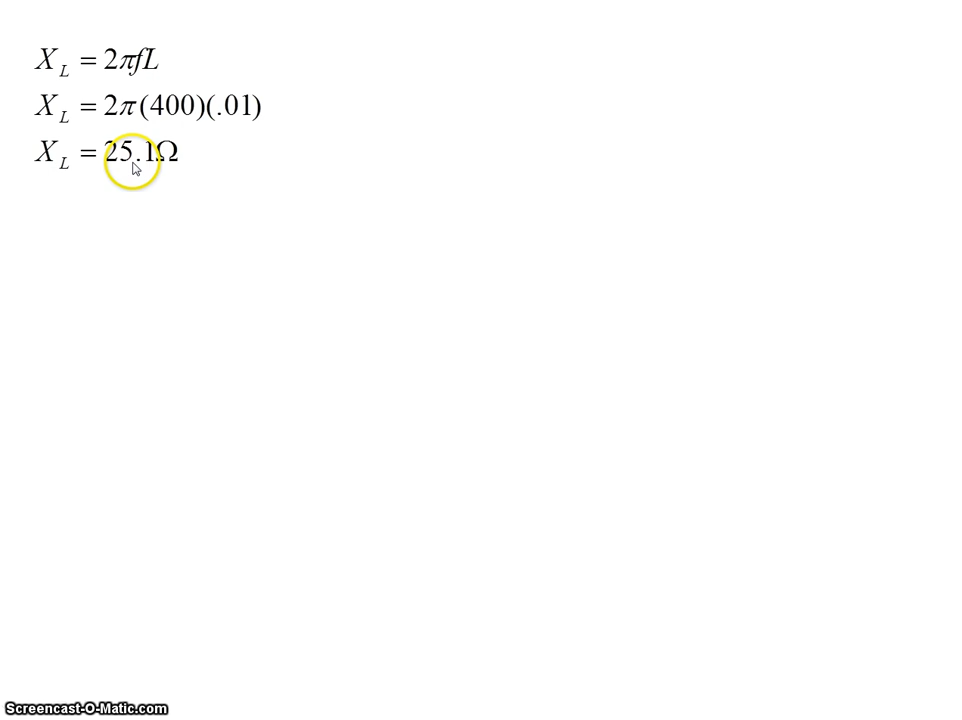 X_L = 2πfL
X_L = 2π(400)(.01)
X_L = 25.1Ω
Screencast-O-Matic.com